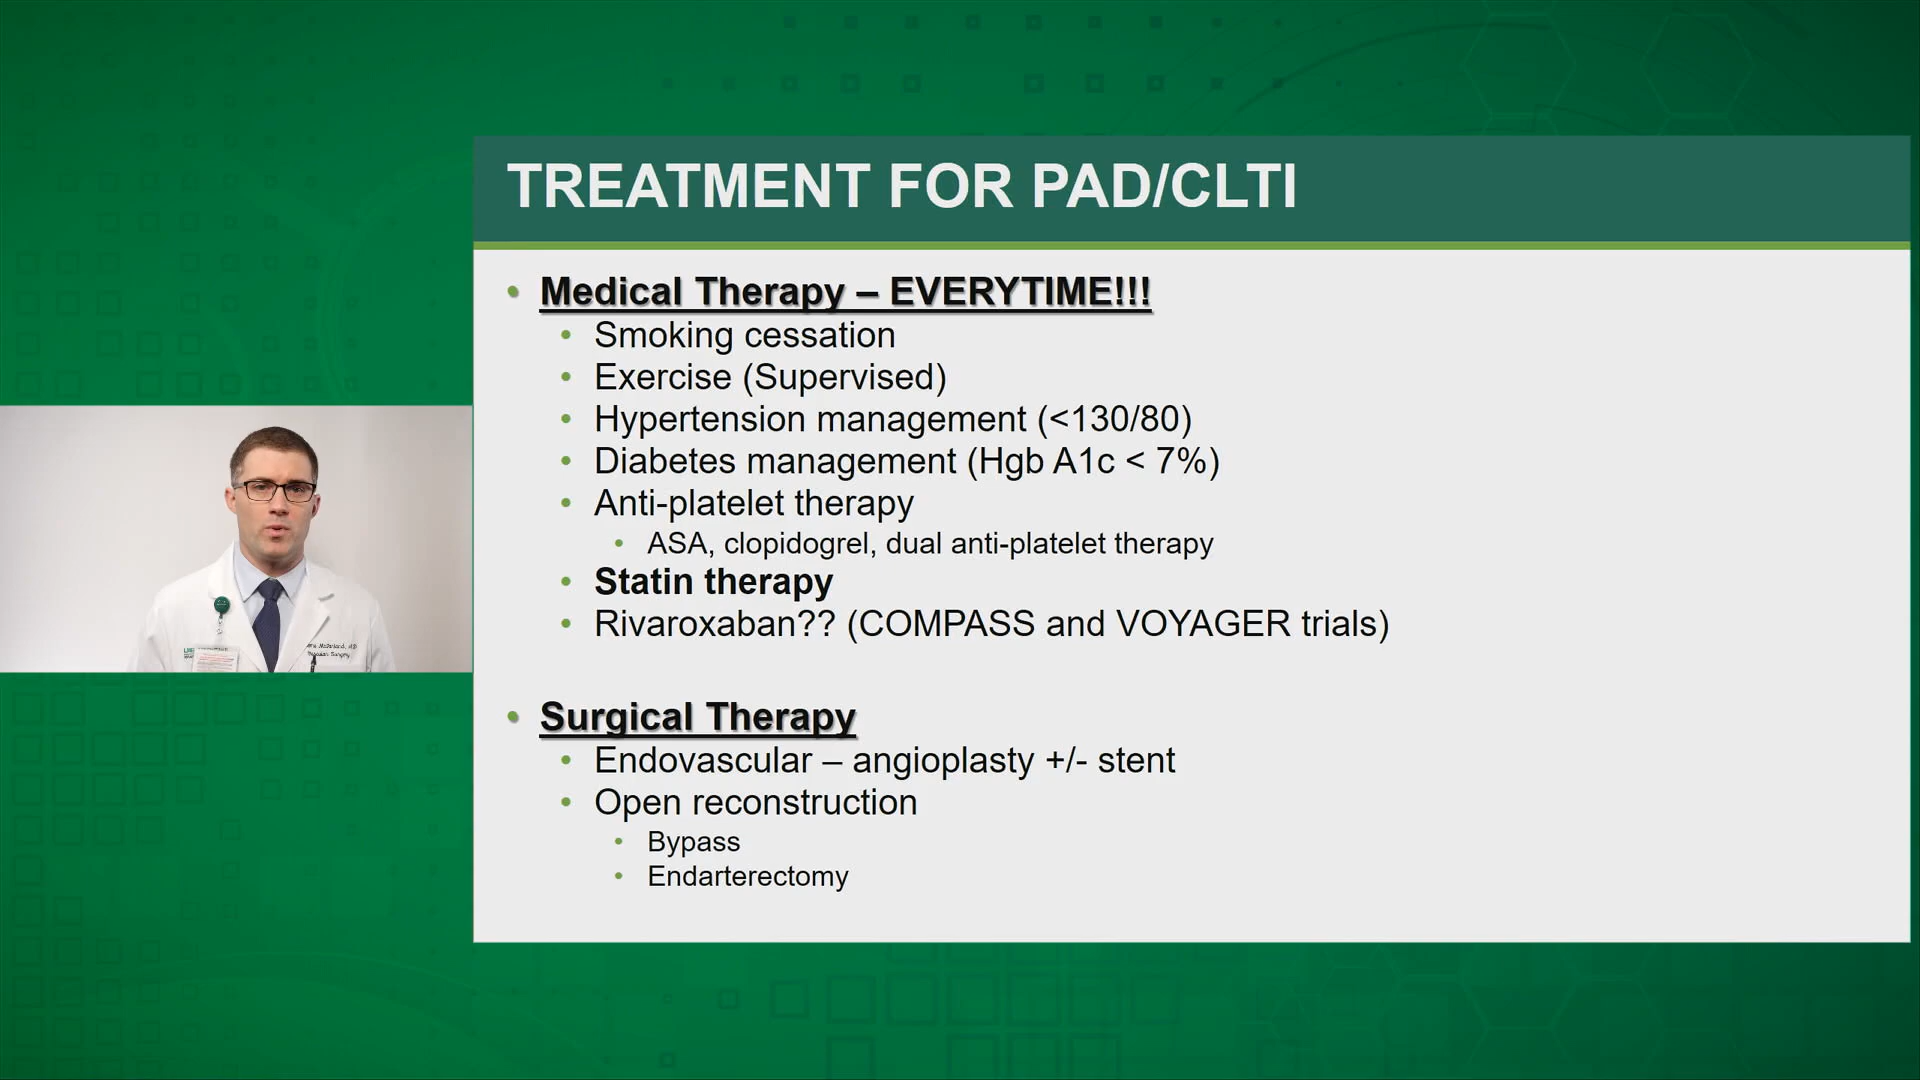 TREATMENT FOR PAD/CLTI
• Medical Therapy – EVERYTIME!!!
• Smoking cessation
• Exercise (Supervised)
• Hypertension management (<130/80)
• Diabetes management (Hgb A1c < 7%)
• Anti-platelet therapy
• ASA, clopidogrel, dual anti-platelet therapy
• Statin therapy
• Rivaroxaban?? (COMPASS and VOYAGER trials)
• Surgical Therapy
• Endovascular – angioplasty +/- stent
• Open reconstruction
• Bypass
• Endarterectomy
McFarland, M.D.
Surgery